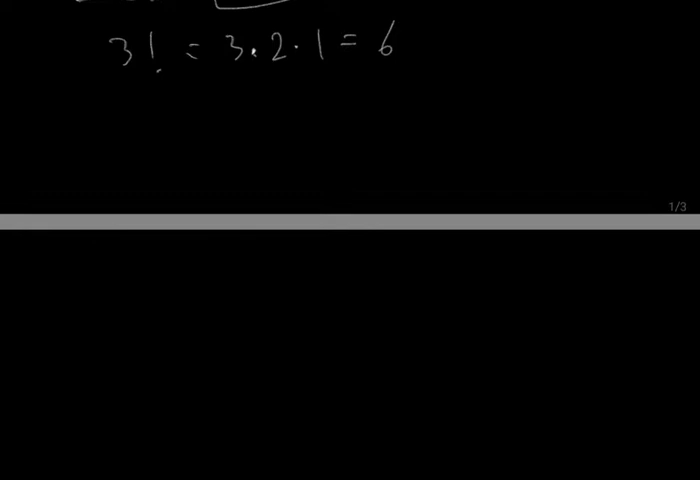 3! = 3.2.1 = 6
1/3